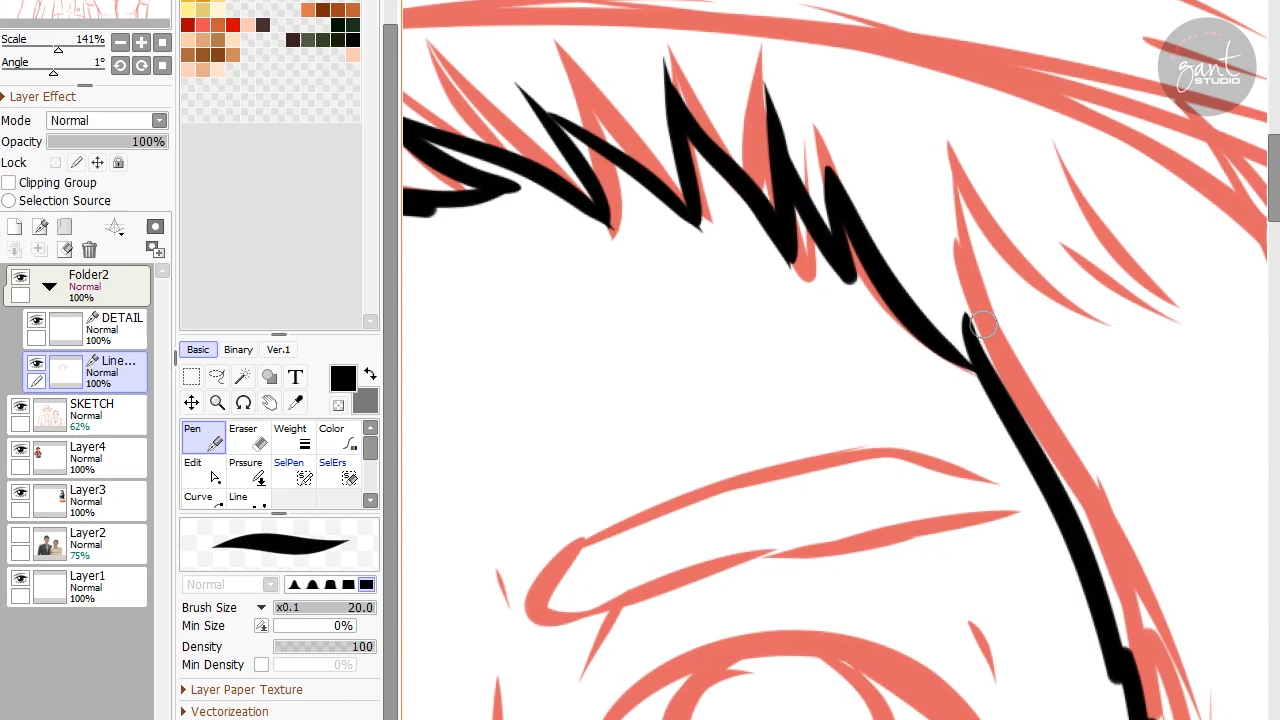 Scale 141%
Angle 1°
Layer Effect
Mode Normal
Opacity 100%
Lock
Clipping Group
Selection Source
Folder2
Normal
100%
DETAIL
Normal
100%
Line...
Normal
100%
SKETCH
Normal
62%
Layer4
Normal
100%
Layer3
Normal
100%
Layer2
Normal
75%
Layer1
Normal
100%
Basic Binary Ver.1
T
Pen Eraser Weight Color
Edit Prssure SelPen SelErs
Curve Line
Normal
Brush Size x0.1 20.0
Min Size 0%
Density 100
Min Density 0%
Layer Paper Texture
Vectorizeation
gant
STUDIO